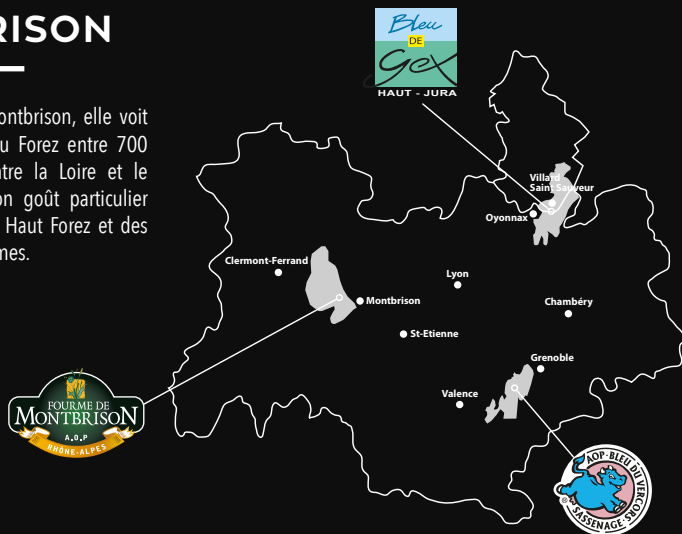 RISON
ontbrison, elle voit
u Forez entre 700
ntre la Loire et le
on goût particulier
Haut Forez et des
mes.
Bleu
DE
Gex
HAUT - JURA
Villard
Saint Sauveur
Oyonnax
Clermont-Ferrand
Lyon
Montbrison
Chambéry
St-Etienne
Grenoble
Valence
FOURME DE
MONTBRISON
A.O.P
RHÔNE-ALPES
AOP·BLEU DU VERCORS
SASSENAGE